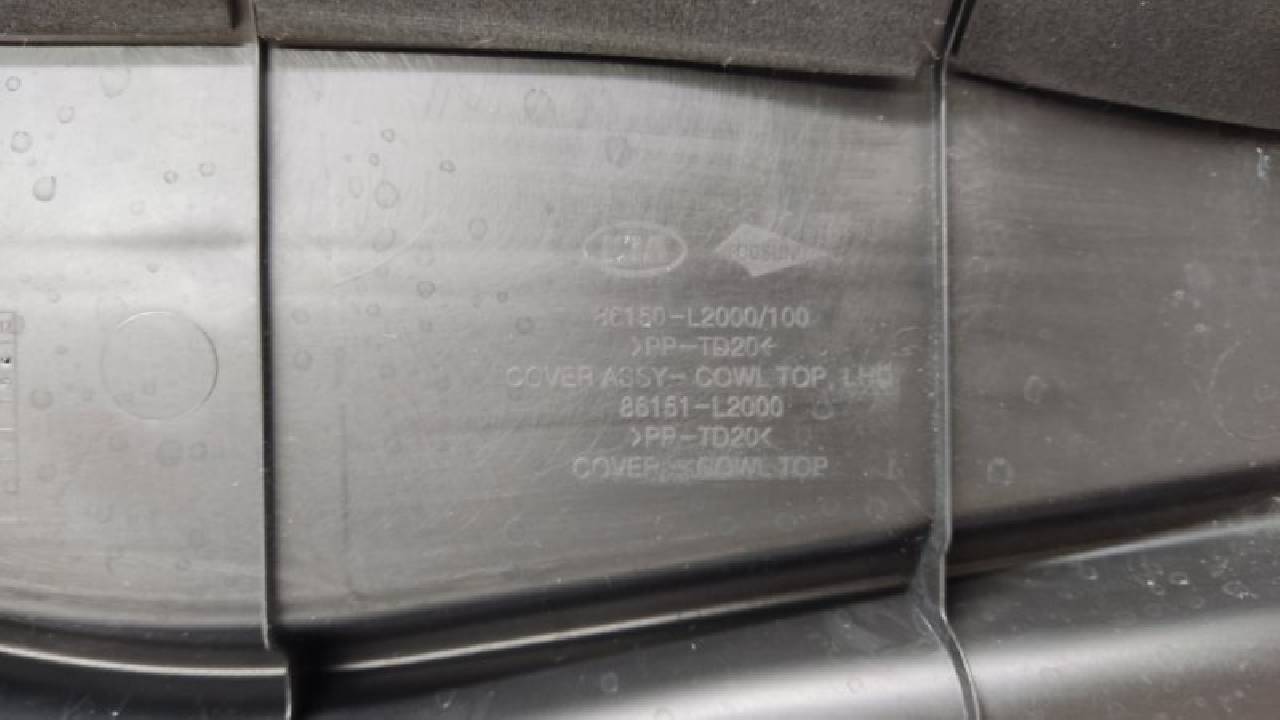 86150-L2000/100
>PP-TD20<
COVER ASSY- COWL TOP, LHD
86151-L2000
>PP-TD20<
COVER - COWL TOP